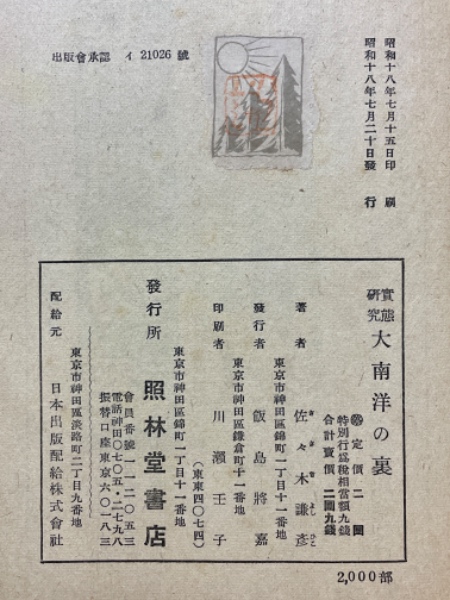 昭和十八年七月十五日印刷
昭和十八年七月二十日發行
出版會承認 イ 21026 號
實態研究 大南洋の裏
定價二圓
特別行爲稅相當額九錢
合計賣價 二圓九錢
著者 佐々木謙彦
東京市神田區錦町一丁目十一番地
發行者 飯島將嘉
東京市神田區鎌倉町十一番地
印刷者 川瀬王子
(東東四〇七四)
東京市神田區錦町一丁目十一番地
發行所 照林堂書店
會員番號一一二〇五三
電話神田〇七〇五・二七九八
振替口座東京六〇一八三
東京市神田區淡路町二丁目九番地
配給元 日本出版配給株式會社
2,000部